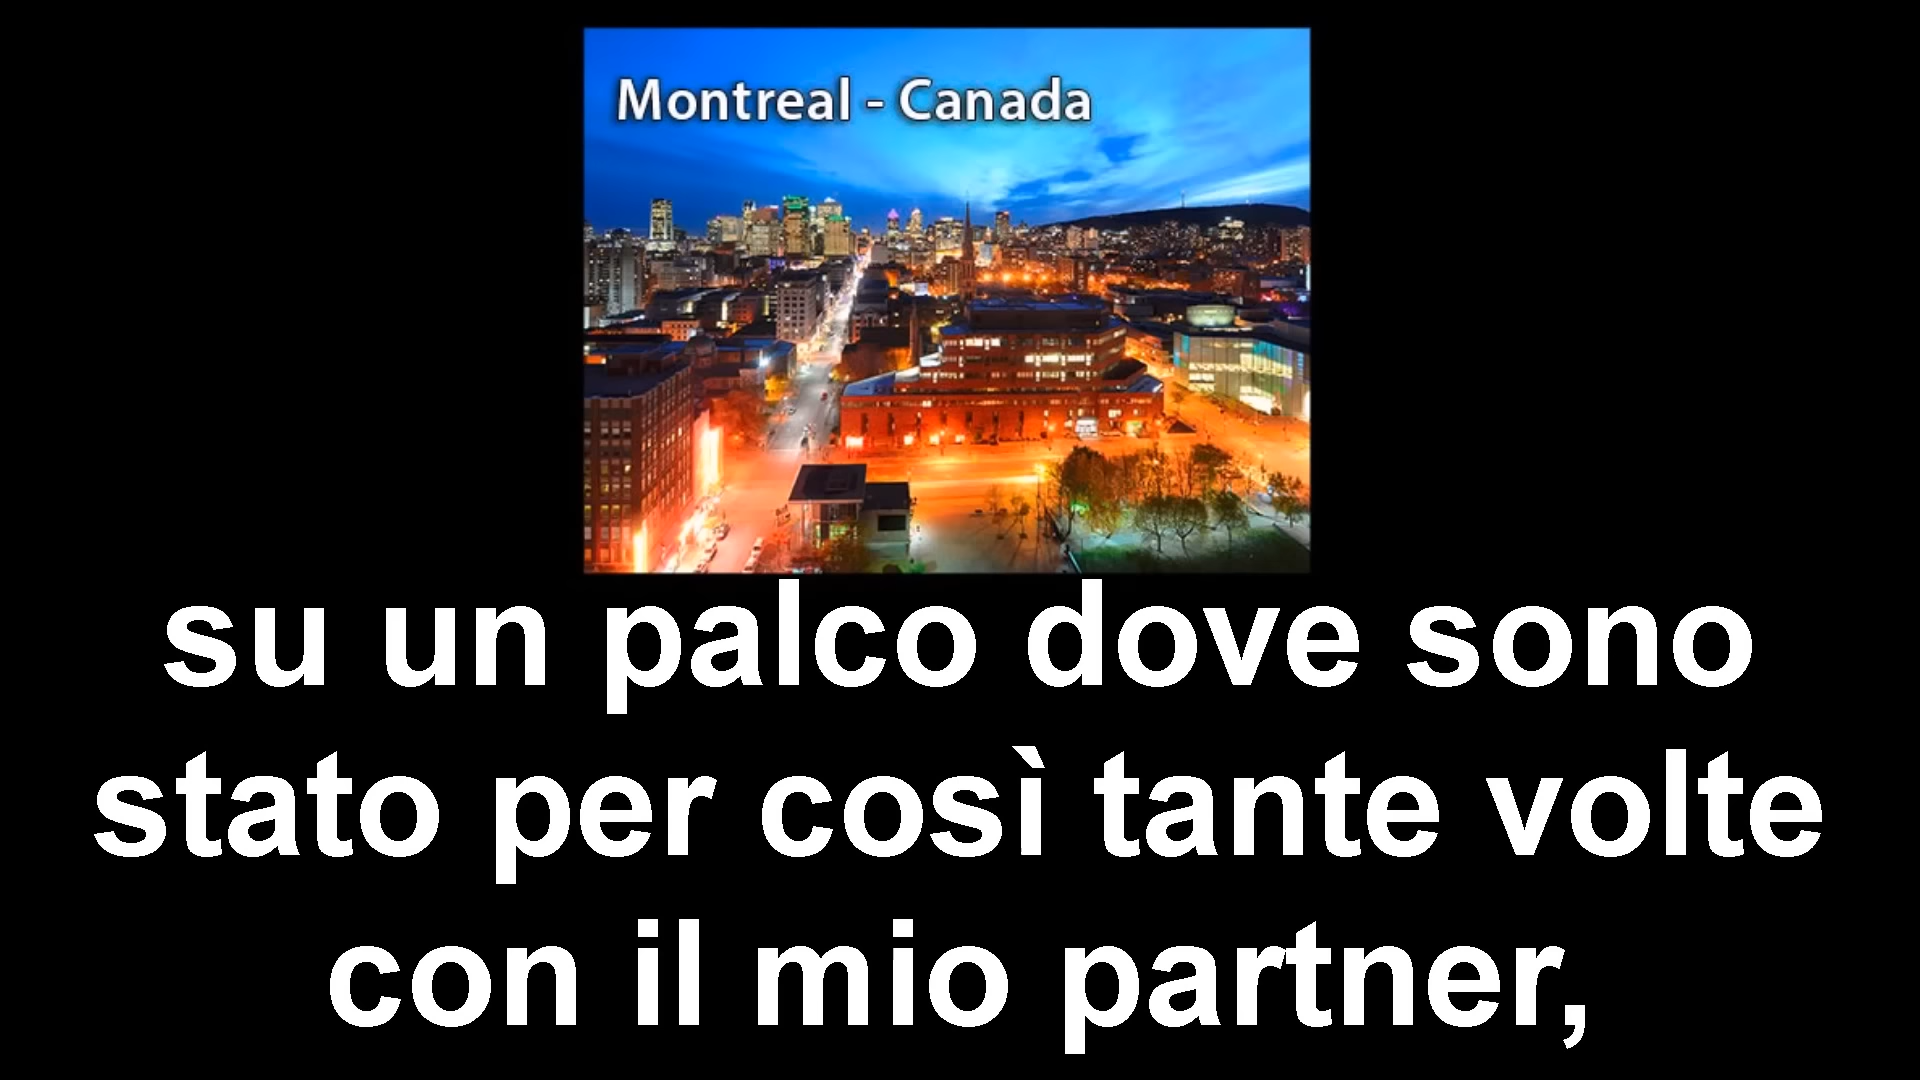 Montreal - Canada
su un palco dove sono
stato per così tante volte
con il mio partner,